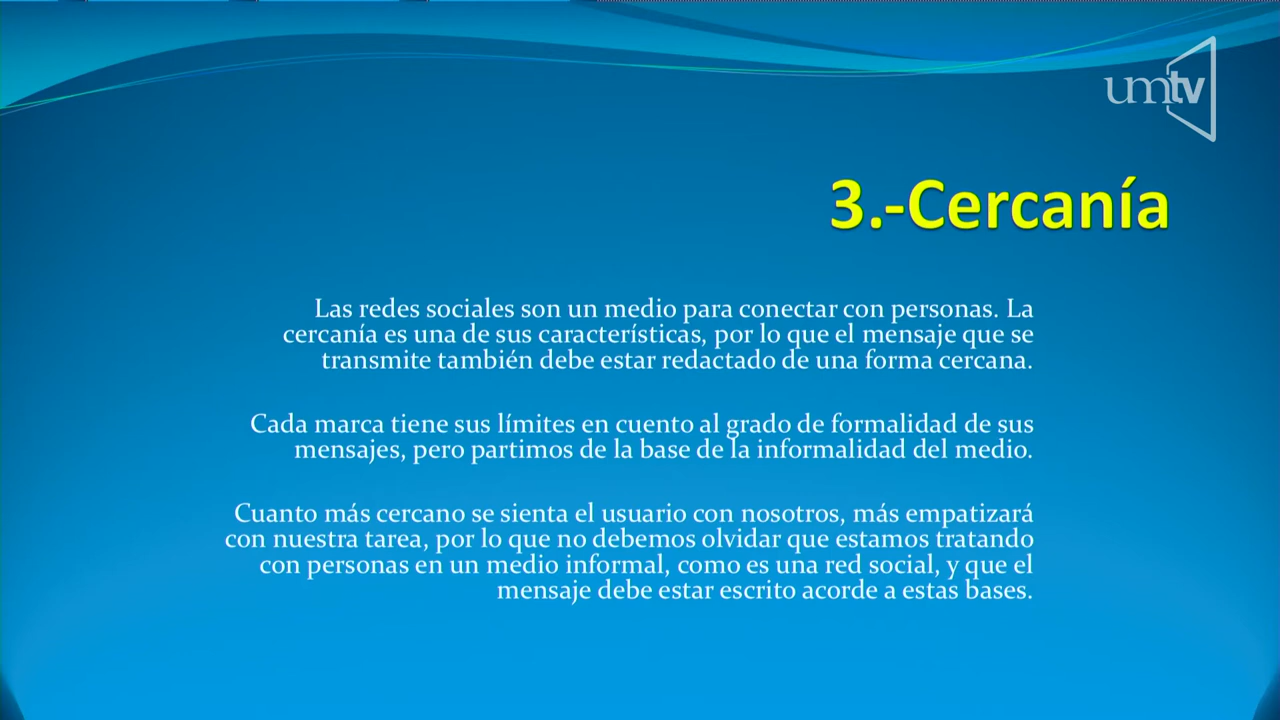 umtv
3.-Cercanía
Las redes sociales son un medio para conectar con personas. La
cercanía es una de sus características, por lo que el mensaje que se
transmite también debe estar redactado de una forma cercana.
Cada marca tiene sus límites en cuento al grado de formalidad de sus
mensajes, pero partimos de la base de la informalidad del medio.
Cuanto más cercano se sienta el usuario con nosotros, más empatizará
con nuestra tarea, por lo que no debemos olvidar que estamos tratando
con personas en un medio informal, como es una red social, y que el
mensaje debe estar escrito acorde a estas bases.